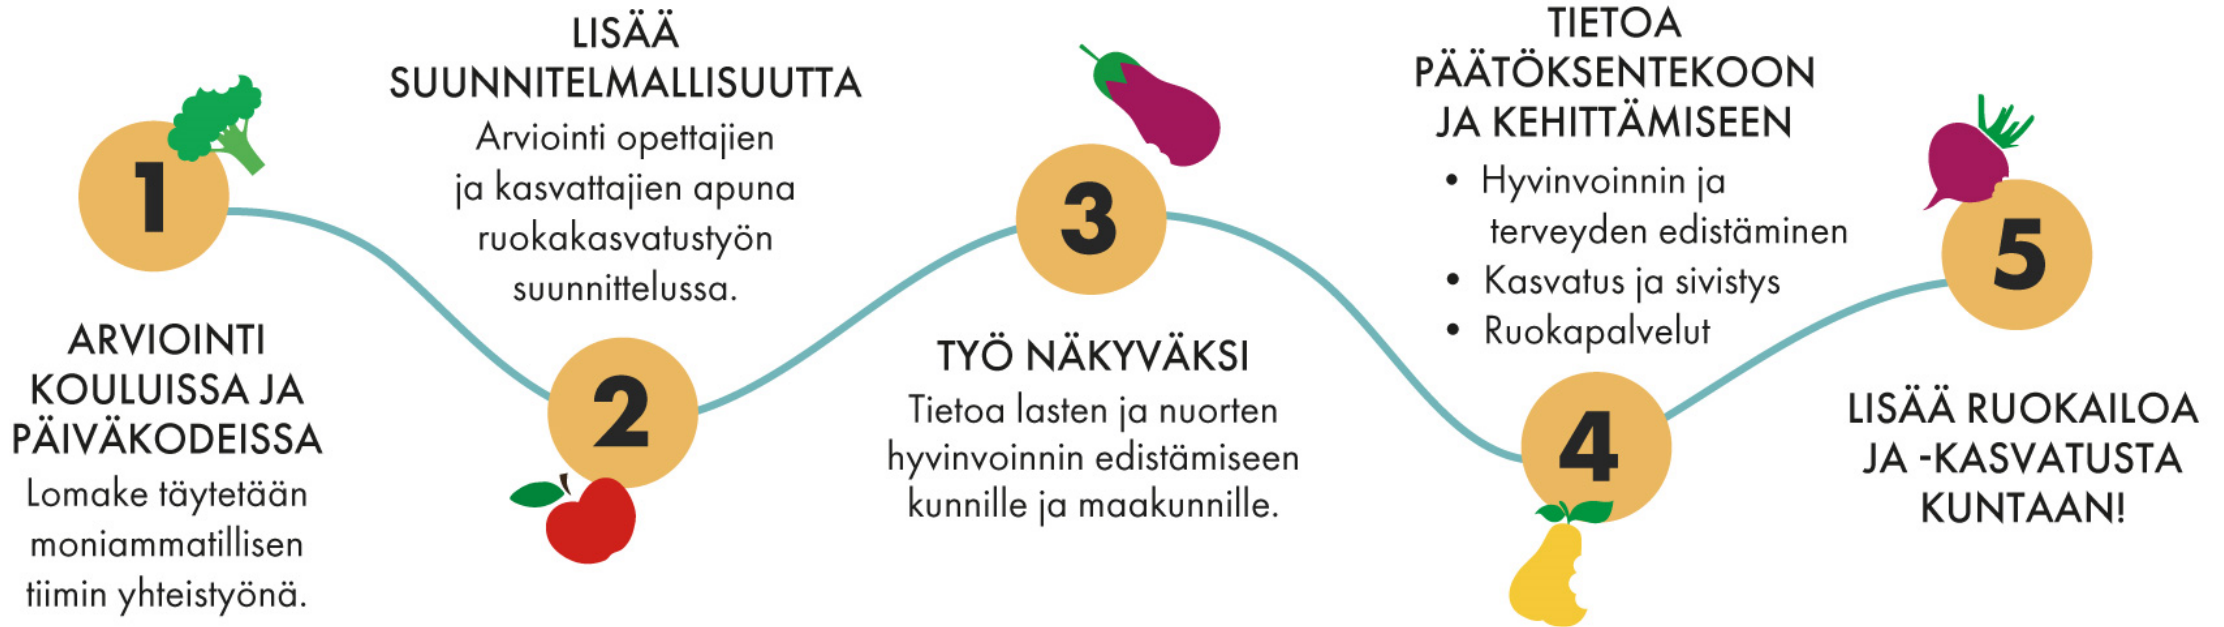 1
ARVIOINTI
KOULUISSA JA
PÄIVÄKODEISSA
Lomake täytetään
moniammatillisen
tiimin yhteistyönä.
LISÄÄ
SUUNNITELMALLISUUTTA
Arviointi opettajien
ja kasvattajien apuna
ruokakasvatustyön
suunnittelussa.
2
3
TYÖ NÄKYVÄKSI
Tietoa lasten ja nuorten
hyvinvoinnin edistämiseen
kunnille ja maakunnille.
TIETOA
PÄÄTÖKSENTEKOON
JA KEHITTÄMISEEN
• Hyvinvoinnin ja
terveyden edistäminen
• Kasvatus ja sivistys
• Ruokapalvelut
4
5
LISÄÄ RUOKAILOA
JA -KASVATUSTA
KUNTAAN!